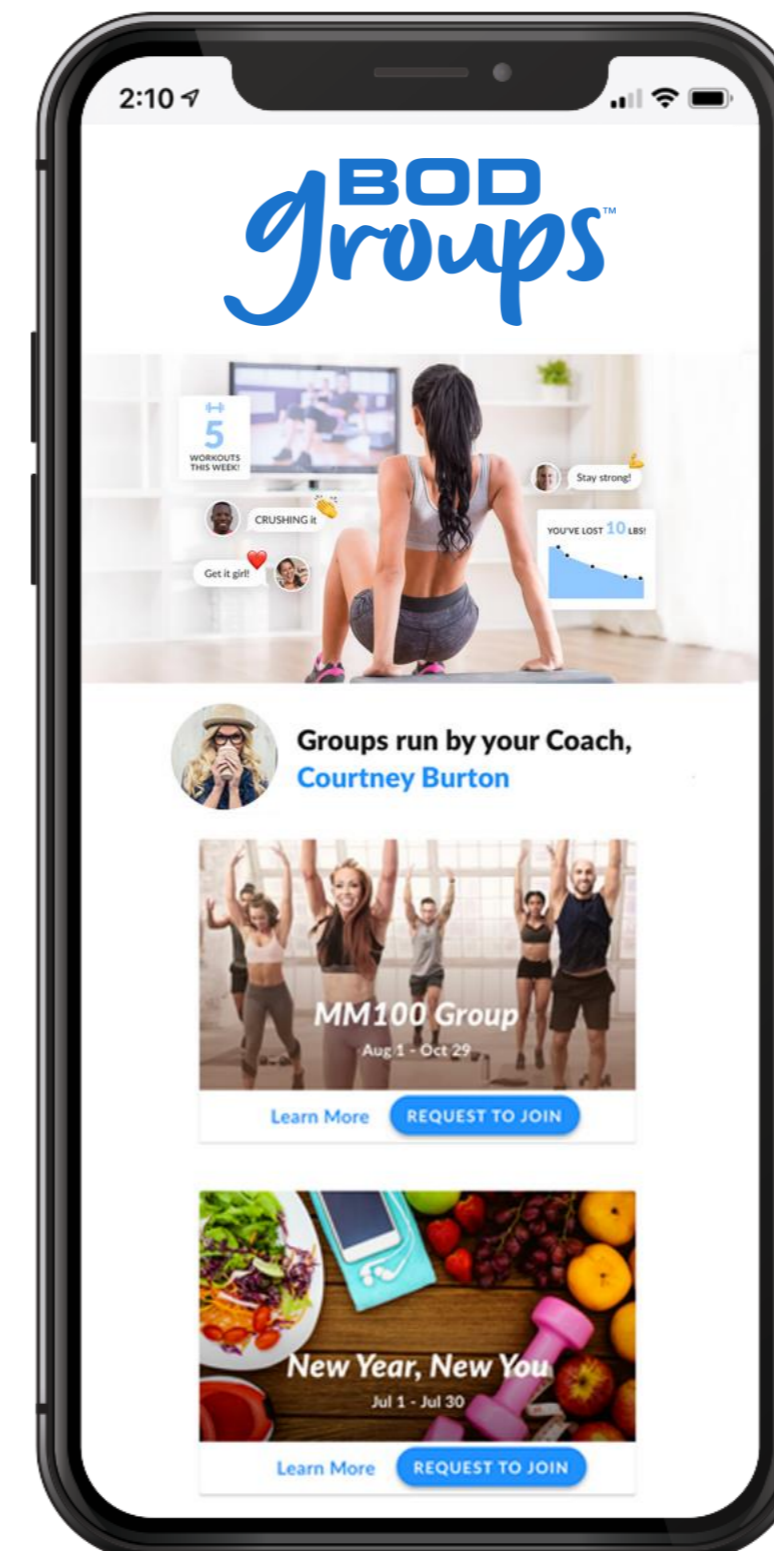 2:10
BOD
groups™
5
WORKOUTS
THIS WEEK!
CRUSHING it
Get it girl!
Stay strong!
YOU'VE LOST 10 LBS!
Groups run by your Coach,
Courtney Burton
MM100 Group
Aug 1 - Oct 29
Learn More REQUEST TO JOIN
New Year, New You
Jul 1 - Jul 30
Learn More REQUEST TO JOIN